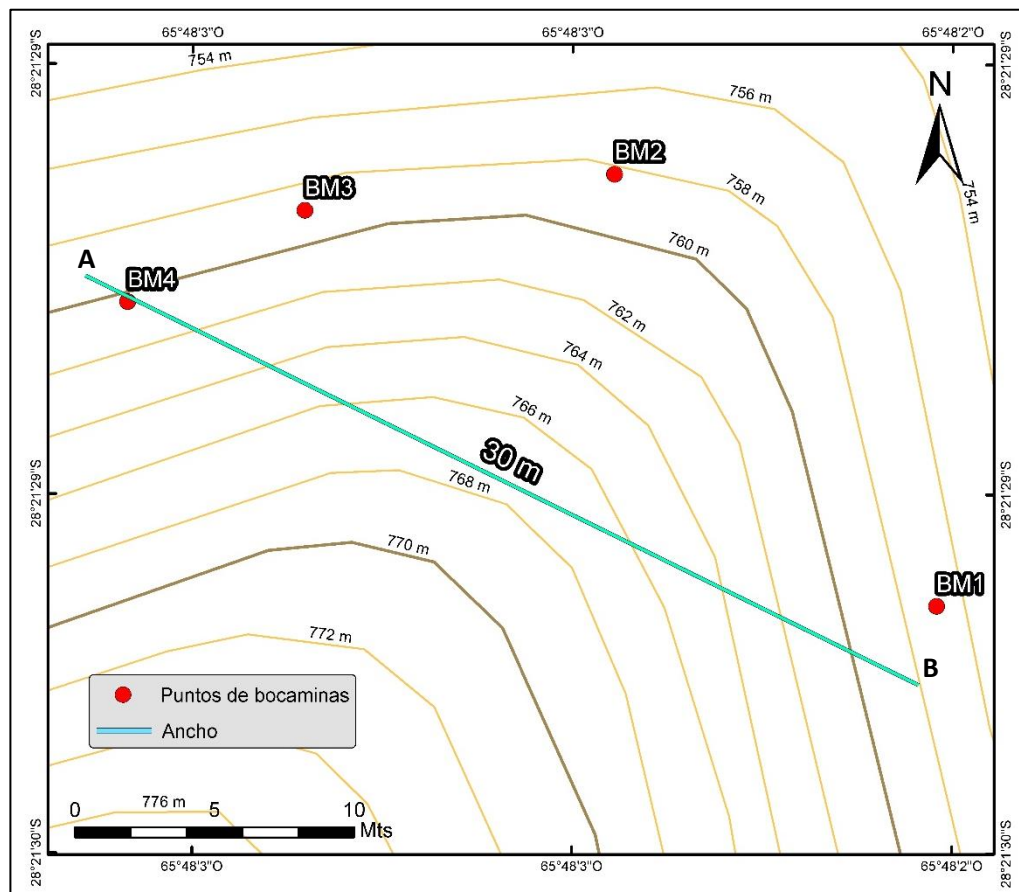 65°48'3"O 65°48'3"O 65°48'2"O
28°21'29"S 28°21'29"S
754 m
756 m
N
BM2
BM3
758 m
754 m
760 m
A
BM4
762 m
764 m
766 m
30 m
768 m
28°21'29"S 28°21'29"S
770 m
BM1
772 m
B
Puntos de bocaminas
Ancho
776 m
0 5 10
Mts
28°21'30"S 28°21'30"S
65°48'3"O 65°48'3"O 65°48'2"O